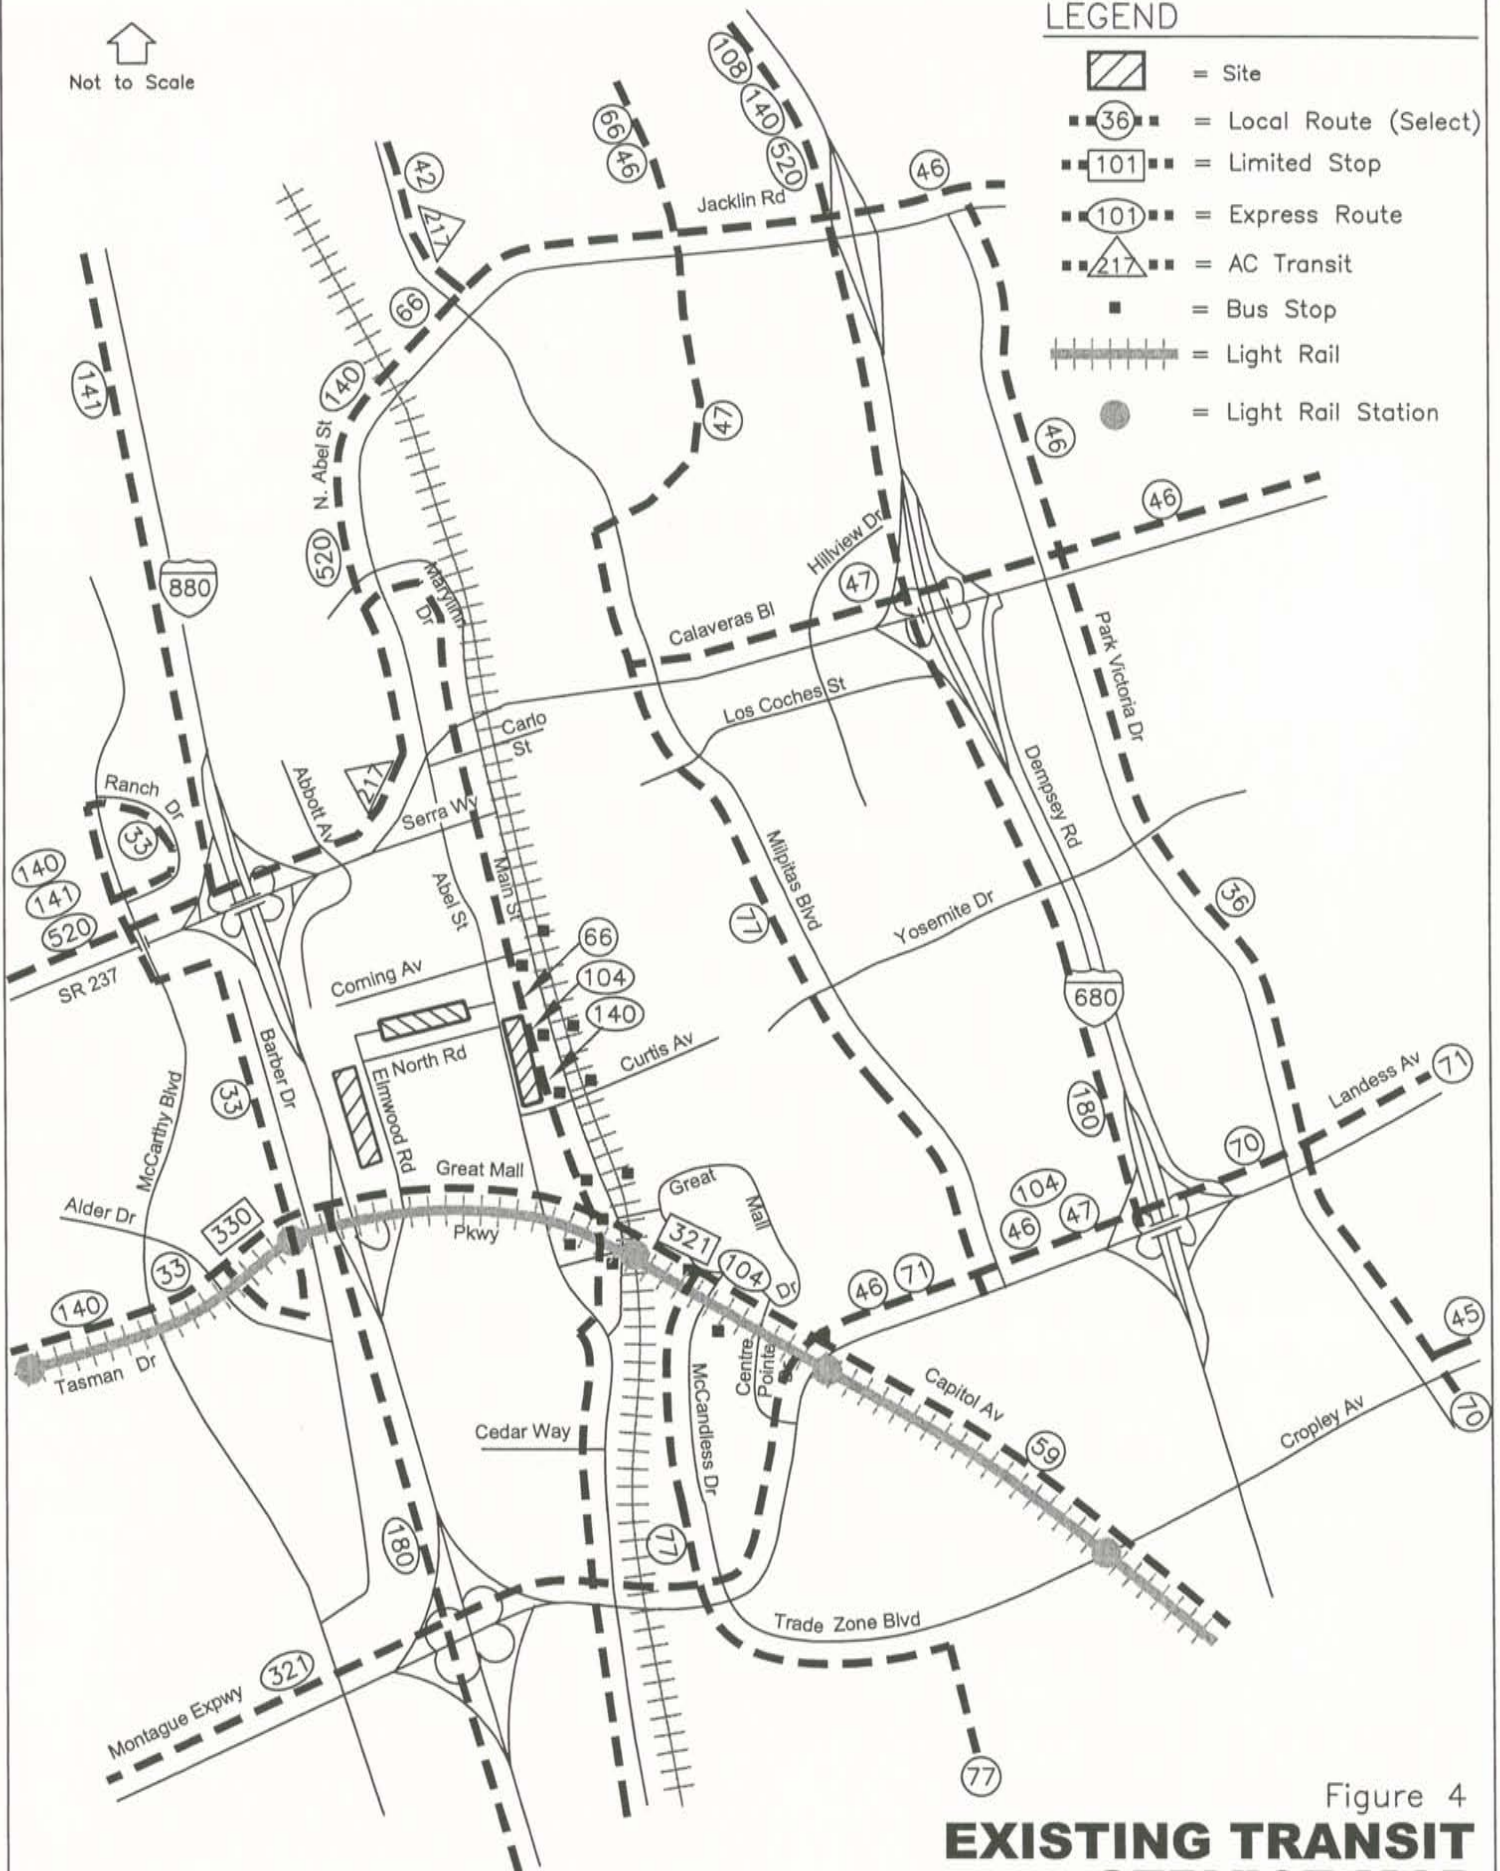 LEGEND
= Site
36 = Local Route (Select)
101 = Limited Stop
101 = Express Route
217 = AC Transit
= Bus Stop
= Light Rail
= Light Rail Station
Not to Scale
108
140
520
66
46
42
217
46
Jacklin Rd
66
141
140
47
N. Abel St
46
46
520
880
Hillview Dr
47
Marylinn
Dr
Calaveras Bl
Park Victoria Dr
Los Coches St
Carlo
St
Ranch
Dr
33
Abbott Av
217
Serra Wy
Dempsey Rd
140
141
520
Main St
Abel St
Milpitas Blvd
77
36
Yosemite Dr
SR 237
66
Corning Av
104
680
140
North Rd
Curtis Av
Barber Dr
33
Elmwood Rd
McCarthy Blvd
180
Landess Av
71
70
Great Mall
Pkwy
Great
Mall
Dr
Alder Dr
330
321
104
104
46
47
33
46
71
140
45
Tasman Dr
Centre
Pointe
McCandless Dr
Capitol Av
70
Cropley Av
Cedar Way
59
180
77
Trade Zone Blvd
321
Montague Expwy
77
Figure 4
EXISTING TRANSIT